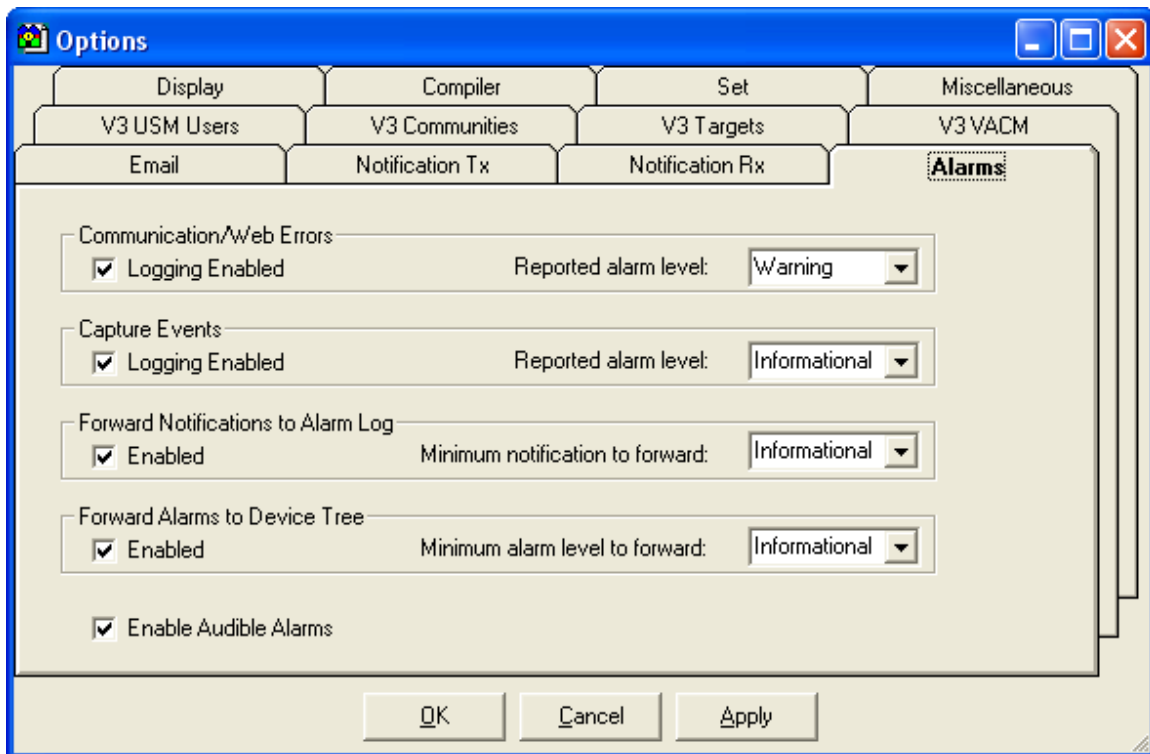 Options
Display Compiler Set Miscellaneous
V3 USM Users V3 Communities V3 Targets V3 VACM
Email Notification Tx Notification Rx Alarms
Communication/Web Errors
Logging Enabled Reported alarm level: Warning
Capture Events
Logging Enabled Reported alarm level: Informational
Forward Notifications to Alarm Log
Enabled Minimum notification to forward: Informational
Forward Alarms to Device Tree
Enabled Minimum alarm level to forward: Informational
Enable Audible Alarms
OK Cancel Apply